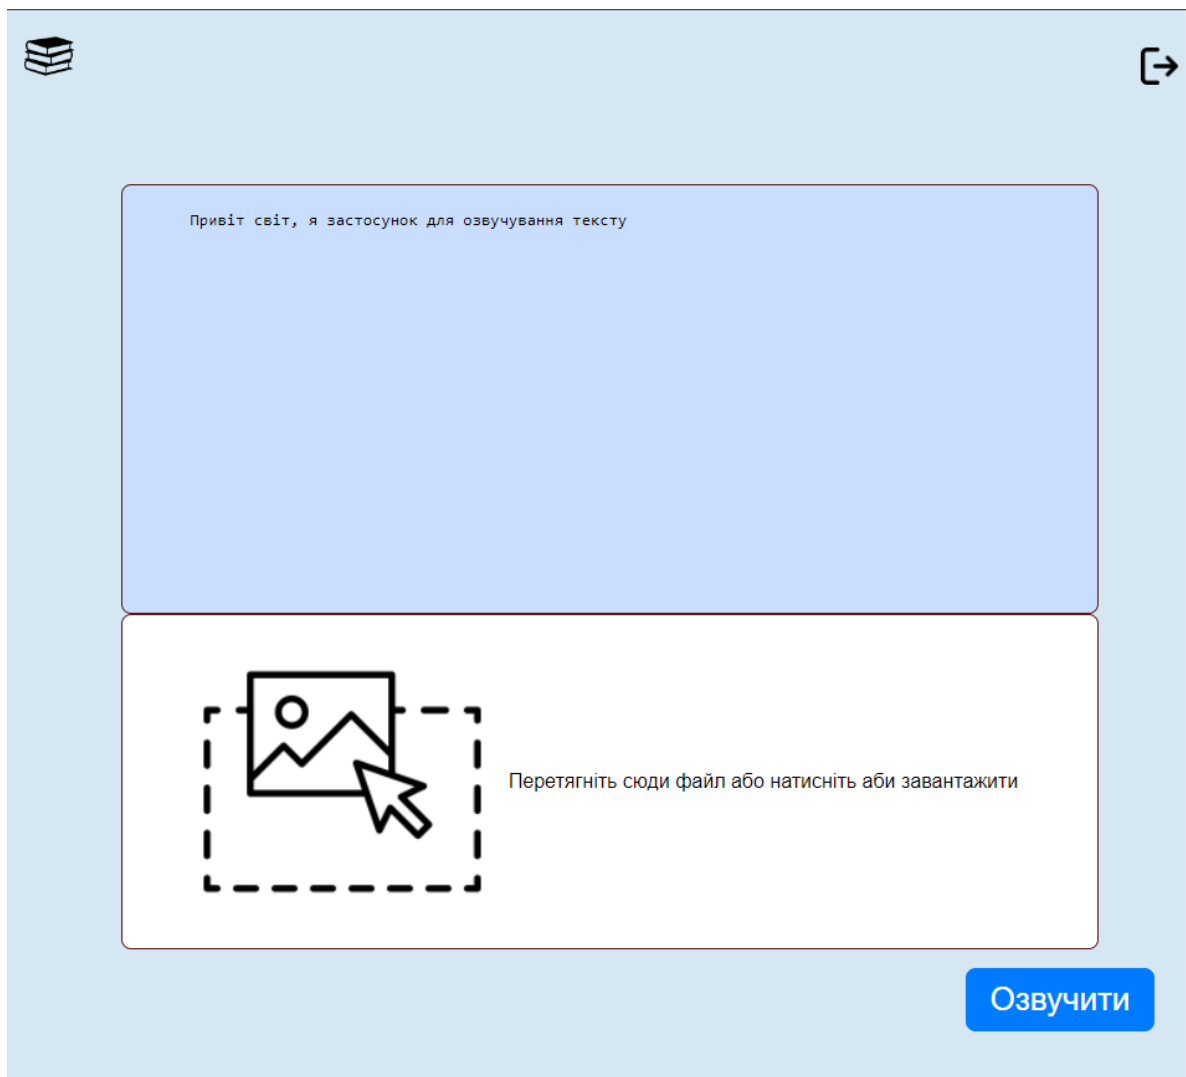 Привіт світ, я застосунок для озвучування тексту
Перетягніть сюди файл або натисніть аби завантажити
Озвучити